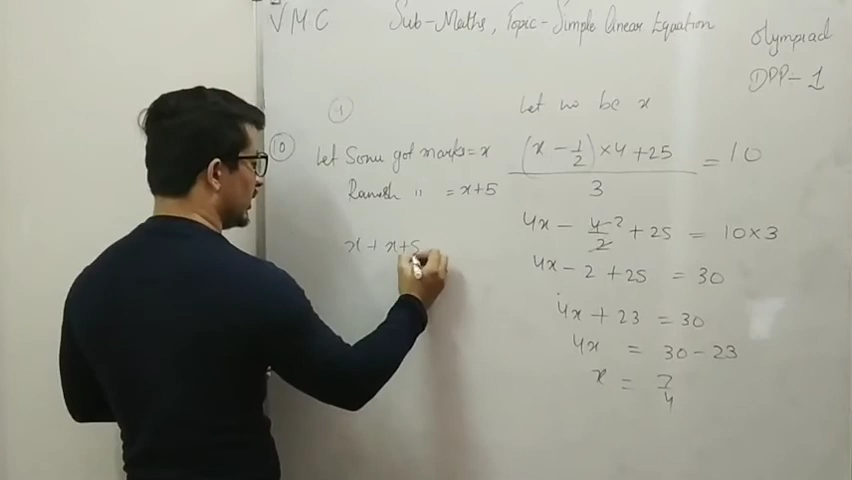 VMC Sub-Maths, Topic-Simple linear Equation
Olympiad
DPP-1
1
10
Let Sonu got marks = x
Ramesh " = x+5
x + x+5
Let no be x
(x - 1/2) × 4 + 25 / 3 = 10
4x - 4/2 2 + 25 = 10×3
4x - 2 + 25 = 30
4x + 23 = 30
4x = 30 - 23
x = 7/4